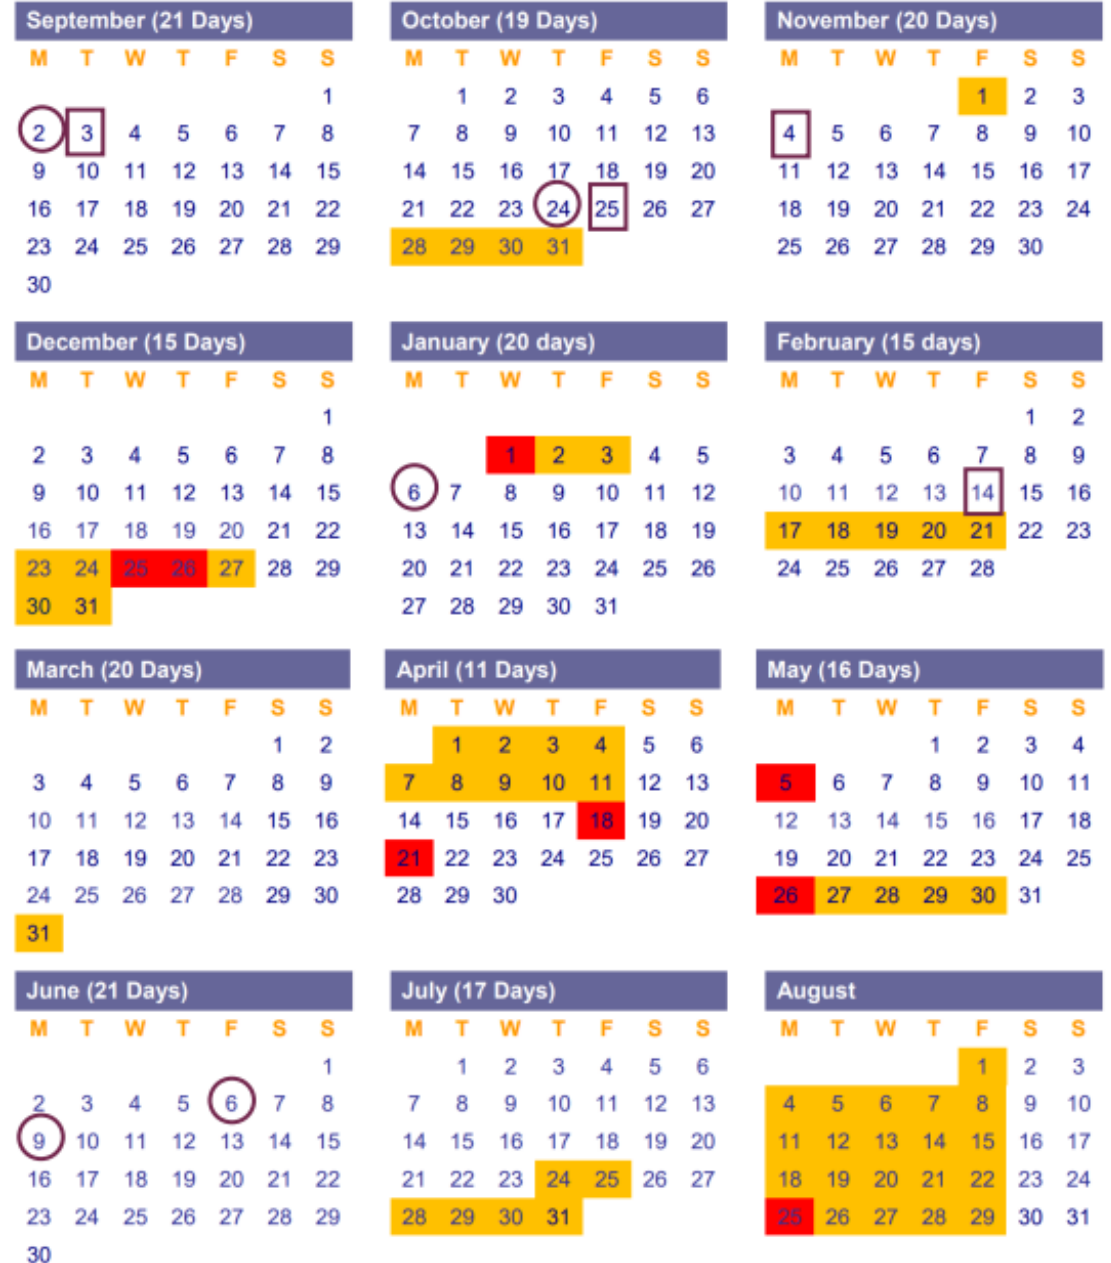 September (21 Days)
M T W T F S S
1
2 3 4 5 6 7 8
9 10 11 12 13 14 15
16 17 18 19 20 21 22
23 24 25 26 27 28 29
30
October (19 Days)
M T W T F S S
1 2 3 4 5 6
7 8 9 10 11 12 13
14 15 16 17 18 19 20
21 22 23 24 25 26 27
28 29 30 31
November (20 Days)
M T W T F S S
1 2 3
4 5 6 7 8 9 10
11 12 13 14 15 16 17
18 19 20 21 22 23 24
25 26 27 28 29 30
December (15 Days)
M T W T F S S
1
2 3 4 5 6 7 8
9 10 11 12 13 14 15
16 17 18 19 20 21 22
23 24 25 26 27 28 29
30 31
January (20 days)
M T W T F S S
1 2 3 4 5
6 7 8 9 10 11 12
13 14 15 16 17 18 19
20 21 22 23 24 25 26
27 28 29 30 31
February (15 days)
M T W T F S S
1 2
3 4 5 6 7 8 9
10 11 12 13 14 15 16
17 18 19 20 21 22 23
24 25 26 27 28
March (20 Days)
M T W T F S S
1 2
3 4 5 6 7 8 9
10 11 12 13 14 15 16
17 18 19 20 21 22 23
24 25 26 27 28 29 30
31
April (11 Days)
M T W T F S S
1 2 3 4 5 6
7 8 9 10 11 12 13
14 15 16 17 18 19 20
21 22 23 24 25 26 27
28 29 30
May (16 Days)
M T W T F S S
1 2 3 4
5 6 7 8 9 10 11
12 13 14 15 16 17 18
19 20 21 22 23 24 25
26 27 28 29 30 31
June (21 Days)
M T W T F S S
1
2 3 4 5 6 7 8
9 10 11 12 13 14 15
16 17 18 19 20 21 22
23 24 25 26 27 28 29
30
July (17 Days)
M T W T F S S
1 2 3 4 5 6
7 8 9 10 11 12 13
14 15 16 17 18 19 20
21 22 23 24 25 26 27
28 29 30 31
August
M T W T F S S
1 2 3
4 5 6 7 8 9 10
11 12 13 14 15 16 17
18 19 20 21 22 23 24
25 26 27 28 29 30 31